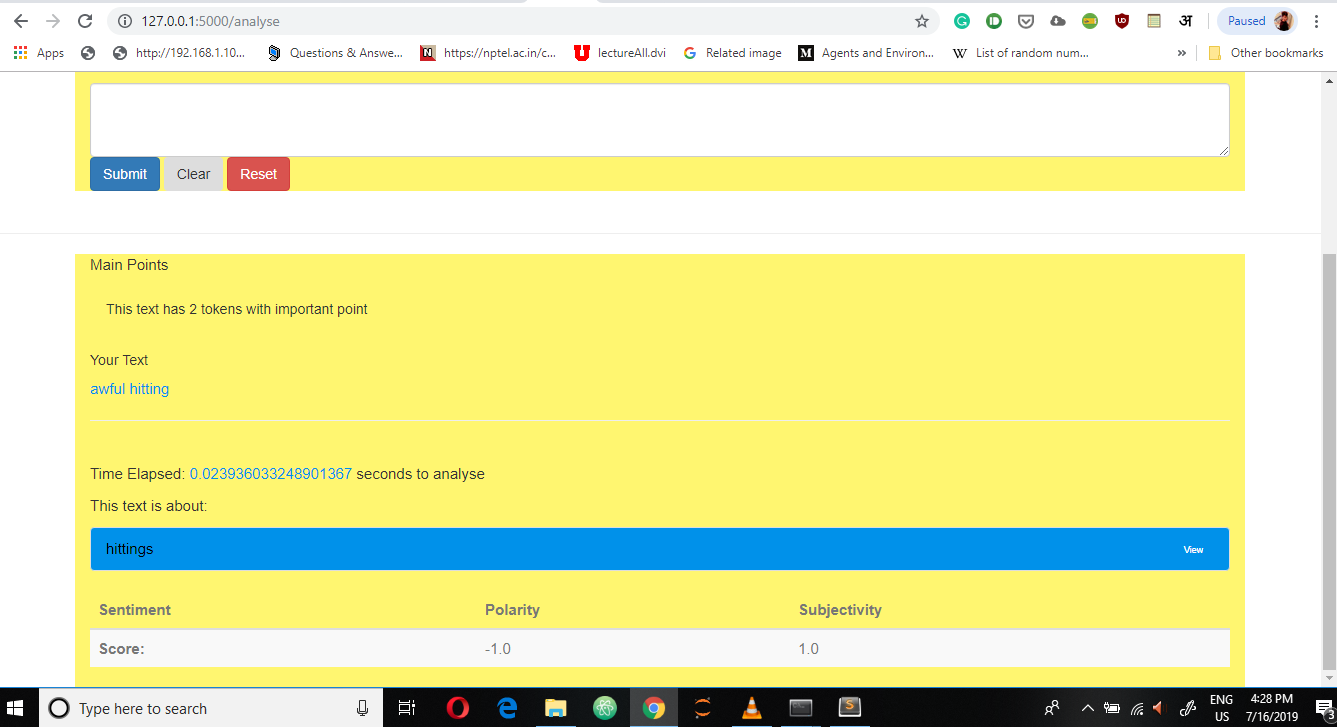 127.0.0.1:5000/analyse
Paused
Apps
http://192.168.1.10...
Questions & Answe...
https://nptel.ac.in/c...
lectureAll.dvi
Related image
Agents and Environ...
List of random num...
»
Other bookmarks
Submit Clear Reset
Main Points
This text has 2 tokens with important point
Your Text
awful hitting
Time Elapsed: 0.023936033248901367 seconds to analyse
This text is about:
hittings View
Sentiment Polarity Subjectivity
Score: -1.0 1.0
Type here to search
ENG
US
4:28 PM
7/16/2019
3